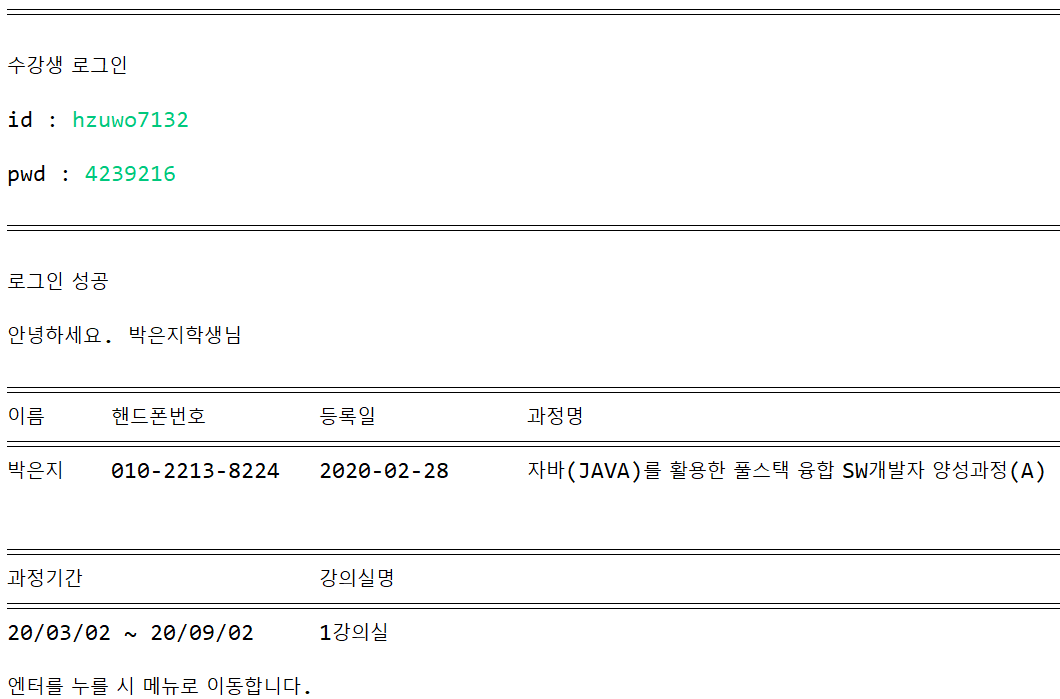 수강생 로그인
id : hzuwo7132
pwd : 4239216
로그인 성공
안녕하세요. 박은지학생님
이름 핸드폰번호 등록일 과정명
박은지 010-2213-8224 2020-02-28 자바(JAVA)를 활용한 풀스택 융합 SW개발자 양성과정(A)
과정기간 강의실명
20/03/02 ~ 20/09/02 1강의실
엔터를 누를 시 메뉴로 이동합니다.